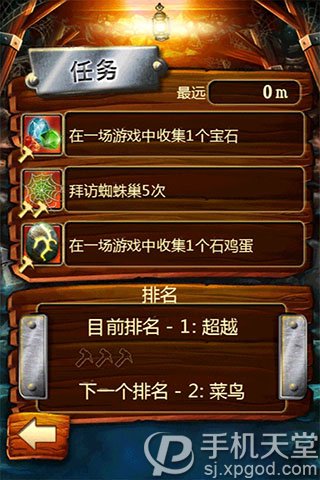 任务
最远 0m
在一场游戏中收集1个宝石
拜访蜘蛛巢5次
在一场游戏中收集1个石鸡蛋
排名
目前排名 - 1: 超越
下一个排名 - 2: 菜鸟
手机天堂
sj.xpgod.com